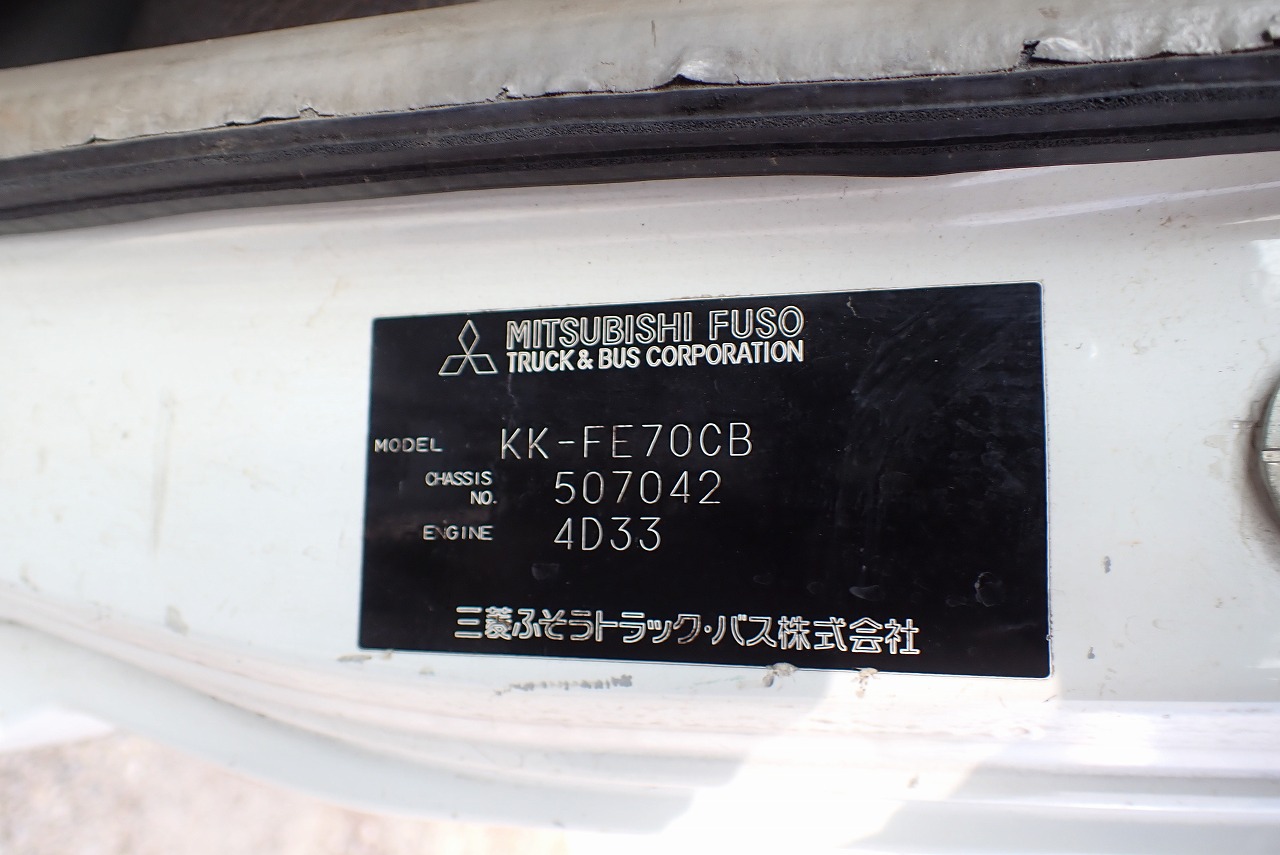 MITSUBISHI FUSO
TRUCK & BUS CORPORATION
MODEL KK-FE70CB
CHASSIS NO. 507042
ENGINE 4D33
三菱ふそうトラック・バス株式会社